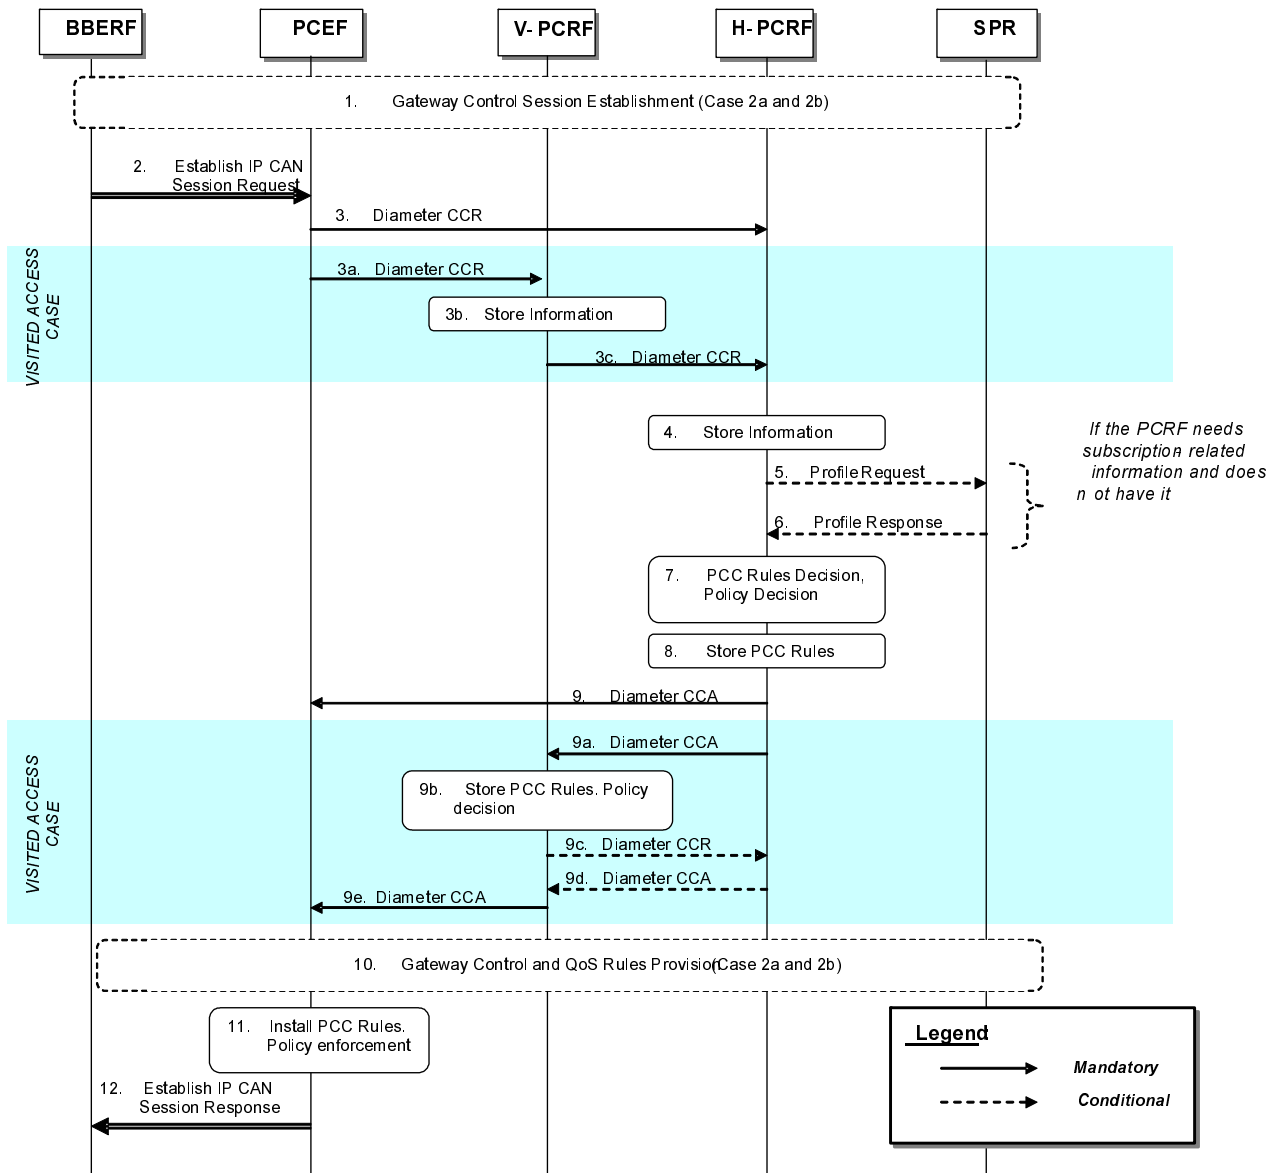 BBERF
PCEF
V-PCRF
H-PCRF
SPR
1. Gateway Control Session Establishment (Case 2a and 2b)
2. Establish IP CAN
Session Request
3. Diameter CCR
VISITED ACCESS
CASE
3a. Diameter CCR
3b. Store Information
3c. Diameter CCR
4. Store Information
If the PCRF needs
subscription related
information and does
n ot have it
5. Profile Request
6. Profile Response
7. PCC Rules Decision,
Policy Decision
8. Store PCC Rules
9. Diameter CCA
VISITED ACCESS
CASE
9a. Diameter CCA
9b. Store PCC Rules. Policy
decision
9c. Diameter CCR
9d. Diameter CCA
9e. Diameter CCA
10. Gateway Control and QoS Rules Provision (Case 2a and 2b)
11. Install PCC Rules.
Policy enforcement
12. Establish IP CAN
Session Response
Legend:
Mandatory
Conditional